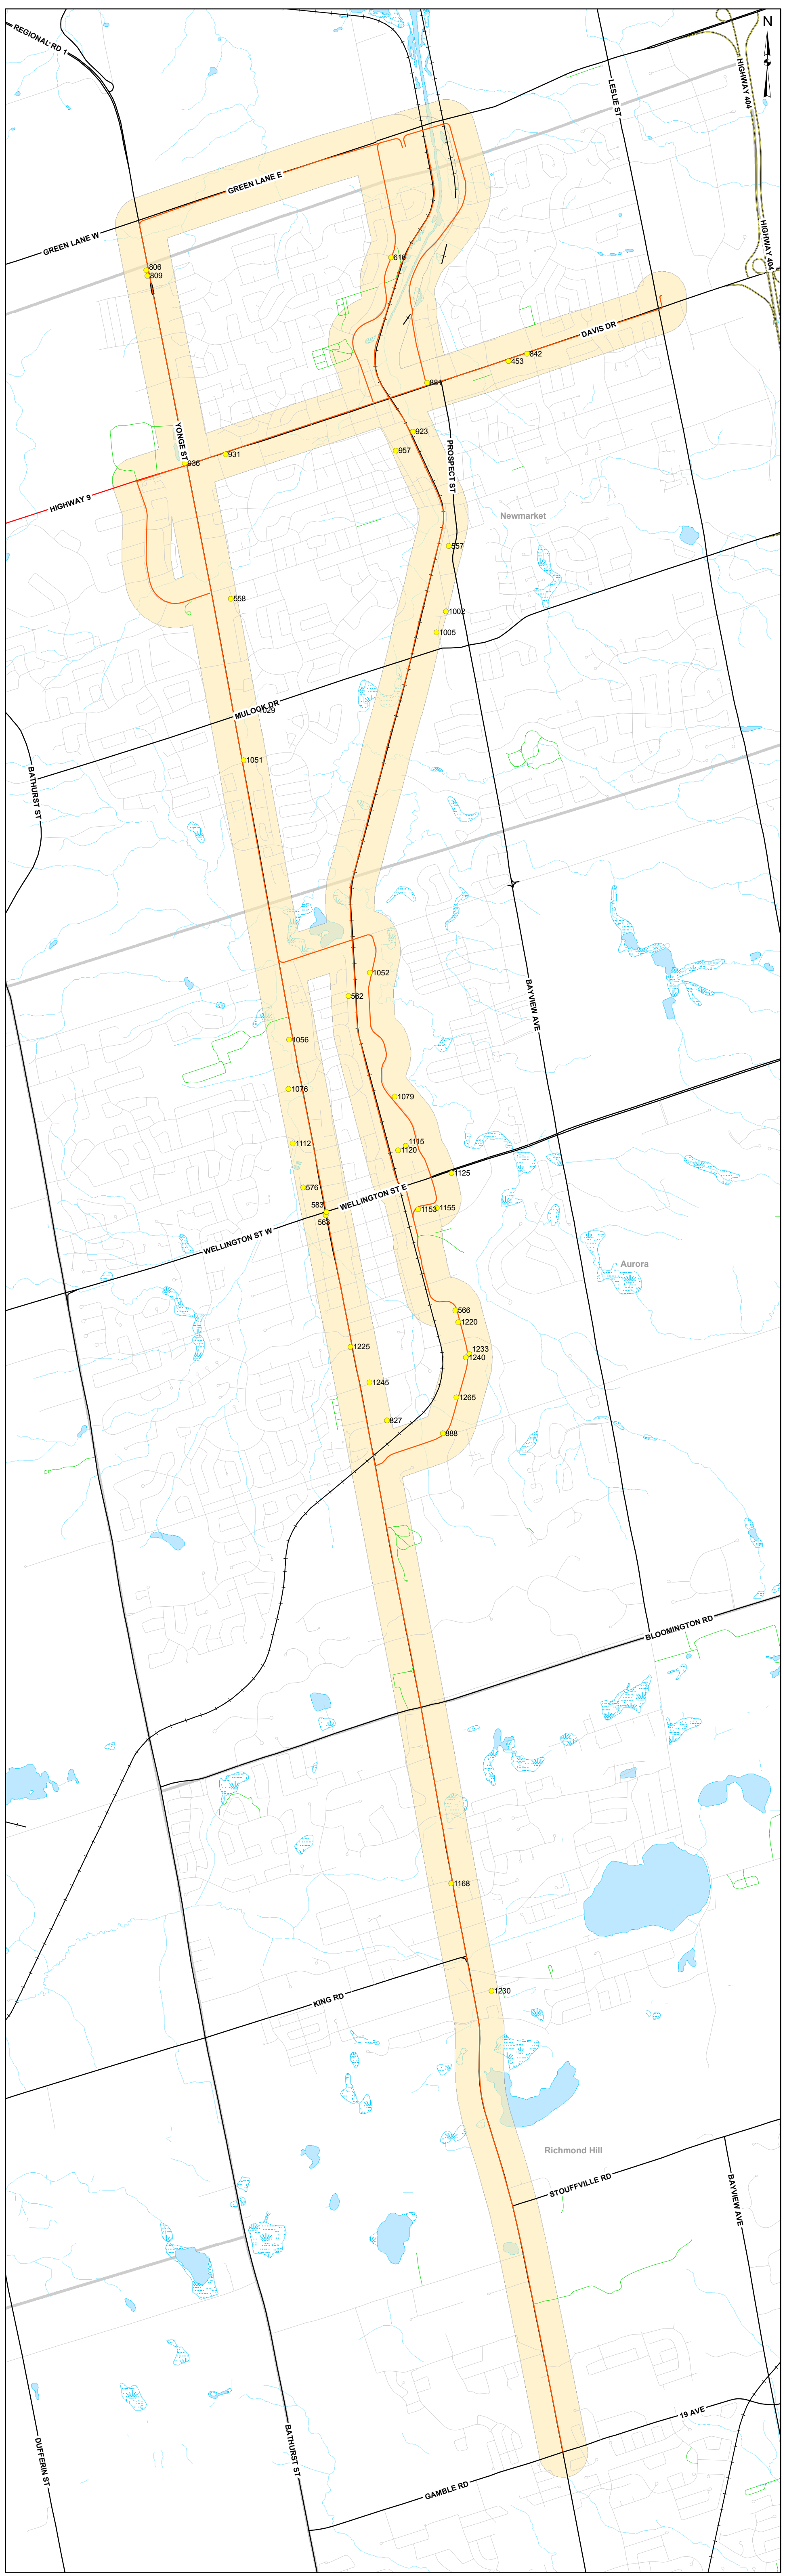 N
REGIONAL RD 1
HIGHWAY 404
LESLIE ST
GREEN LANE E
GREEN LANE W
HIGHWAY 404
616
806
809
DAVIS DR
842
453
881
YONGE ST
923
PROSPECT ST
957
931
936
HIGHWAY 9
Newmarket
557
558
1002
1005
MULOCK DR
1029
1051
BATHURST ST
1052
562
BAYVIEW AVE
1056
1076
1079
1112
1115
1120
1125
576
WELLINGTON ST E
583
563
1153
1155
WELLINGTON ST W
Aurora
566
1220
1225
1233
1240
1245
1265
827
888
BLOOMINGTON RD
1168
KING RD
1230
Richmond Hill
STOUFFVILLE RD
BAYVIEW AVE
19 AVE
DUFFERIN ST
BATHURST ST
GAMBLE RD